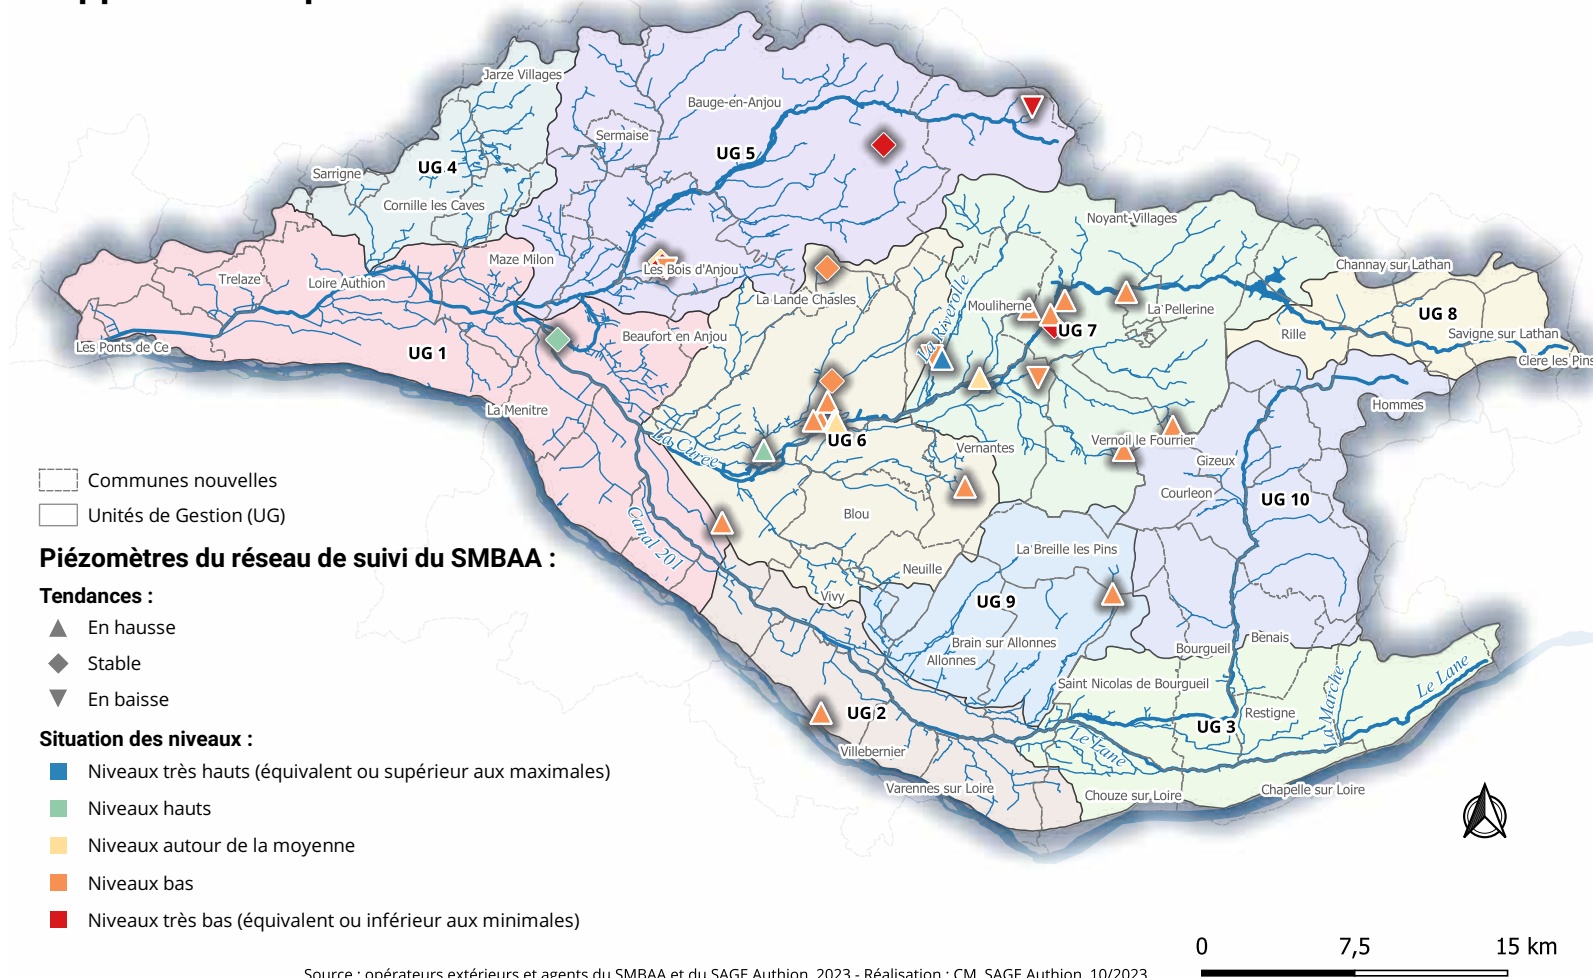 Jarze Villages
Bauge-en-Anjou
Sermaise
UG 5
UG 4
Sarrigne
Cornille les Caves
Noyant-Villages
Maze Milon
Les Bois d'Anjou
Channay sur Lathan
Trelaze
Loire Authion
La Lande Chasles
La Riverolle
Mouliherne
La Pellerine
UG 8
Les Ponts de Ce
UG 1
Beaufort en Anjou
UG 7
Rille
Savigne sur Lathan
Clere les Pins
La Menitre
Hommes
La Curee
UG 6
Vernantes
Vernoil le Fourrier
Gizeux
Courleon
UG 10
Canal 201
Blou
La Breille les Pins
Neuille
Vivy
UG 9
Brain sur Allonnes
Allonnes
Bourgueil
Benais
Saint Nicolas de Bourgueil
Restigne
La Marche
Le Lane
UG 2
UG 3
Le Lane
Villebernier
Varennes sur Loire
Chouze sur Loire
Chapelle sur Loire
Communes nouvelles
Unités de Gestion (UG)
Piézomètres du réseau de suivi du SMBAA :
Tendances :
En hausse
Stable
En baisse
Situation des niveaux :
Niveaux très hauts (équivalent ou supérieur aux maximales)
Niveaux hauts
Niveaux autour de la moyenne
Niveaux bas
Niveaux très bas (équivalent ou inférieur aux minimales)
0 7,5 15 km
Source : opérateurs extérieurs et agents du SMBAA et du SAGE Authion, 2023 - Réalisation : CM, SAGE Authion, 10/2023